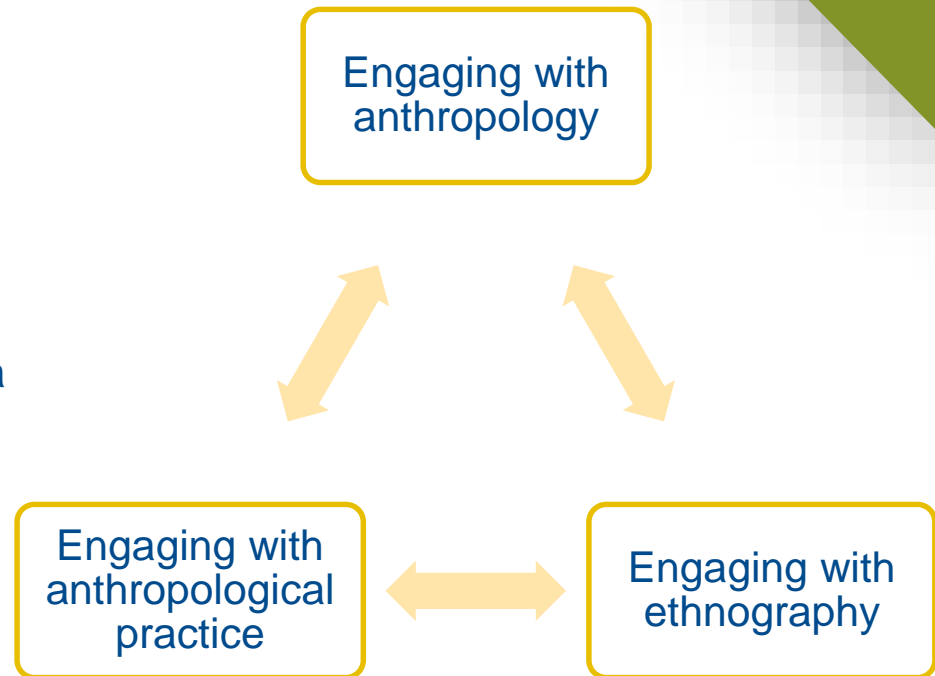 Engaging with
anthropology
a
Engaging with
anthropological
practice
Engaging with
ethnography